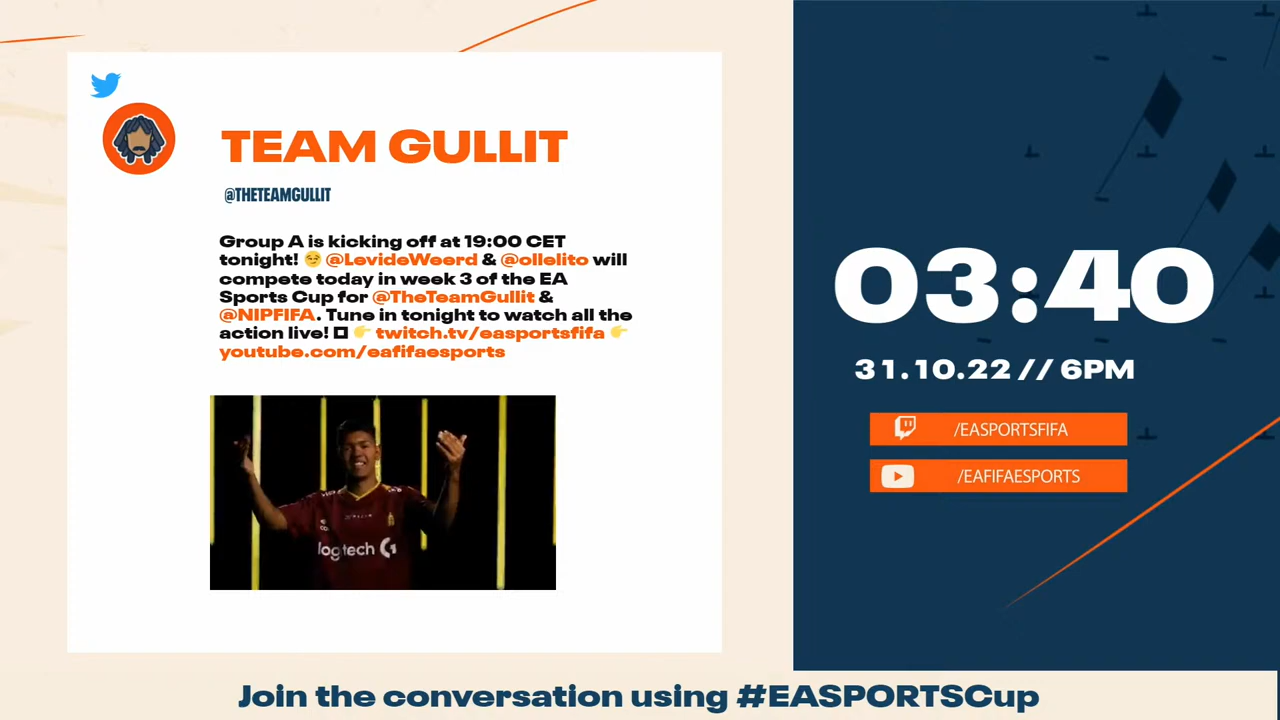 TEAM GULLIT
@THETEAMGULLIT
Group A is kicking off at 19:00 CET
tonight! 😏 @LevideWeerd & @ollelito will
compete today in week 3 of the EA
Sports Cup for @TheTeamGullit &
@NIPFIFA. Tune in tonight to watch all the
action live! 👉 twitch.tv/easportsfifa 👉
youtube.com/eafifaesports
logitech G
03:40
31.10.22 // 6PM
/EASPORTSFIFA
/EAFIFAESPORTS
Join the conversation using #EASPORTSCup